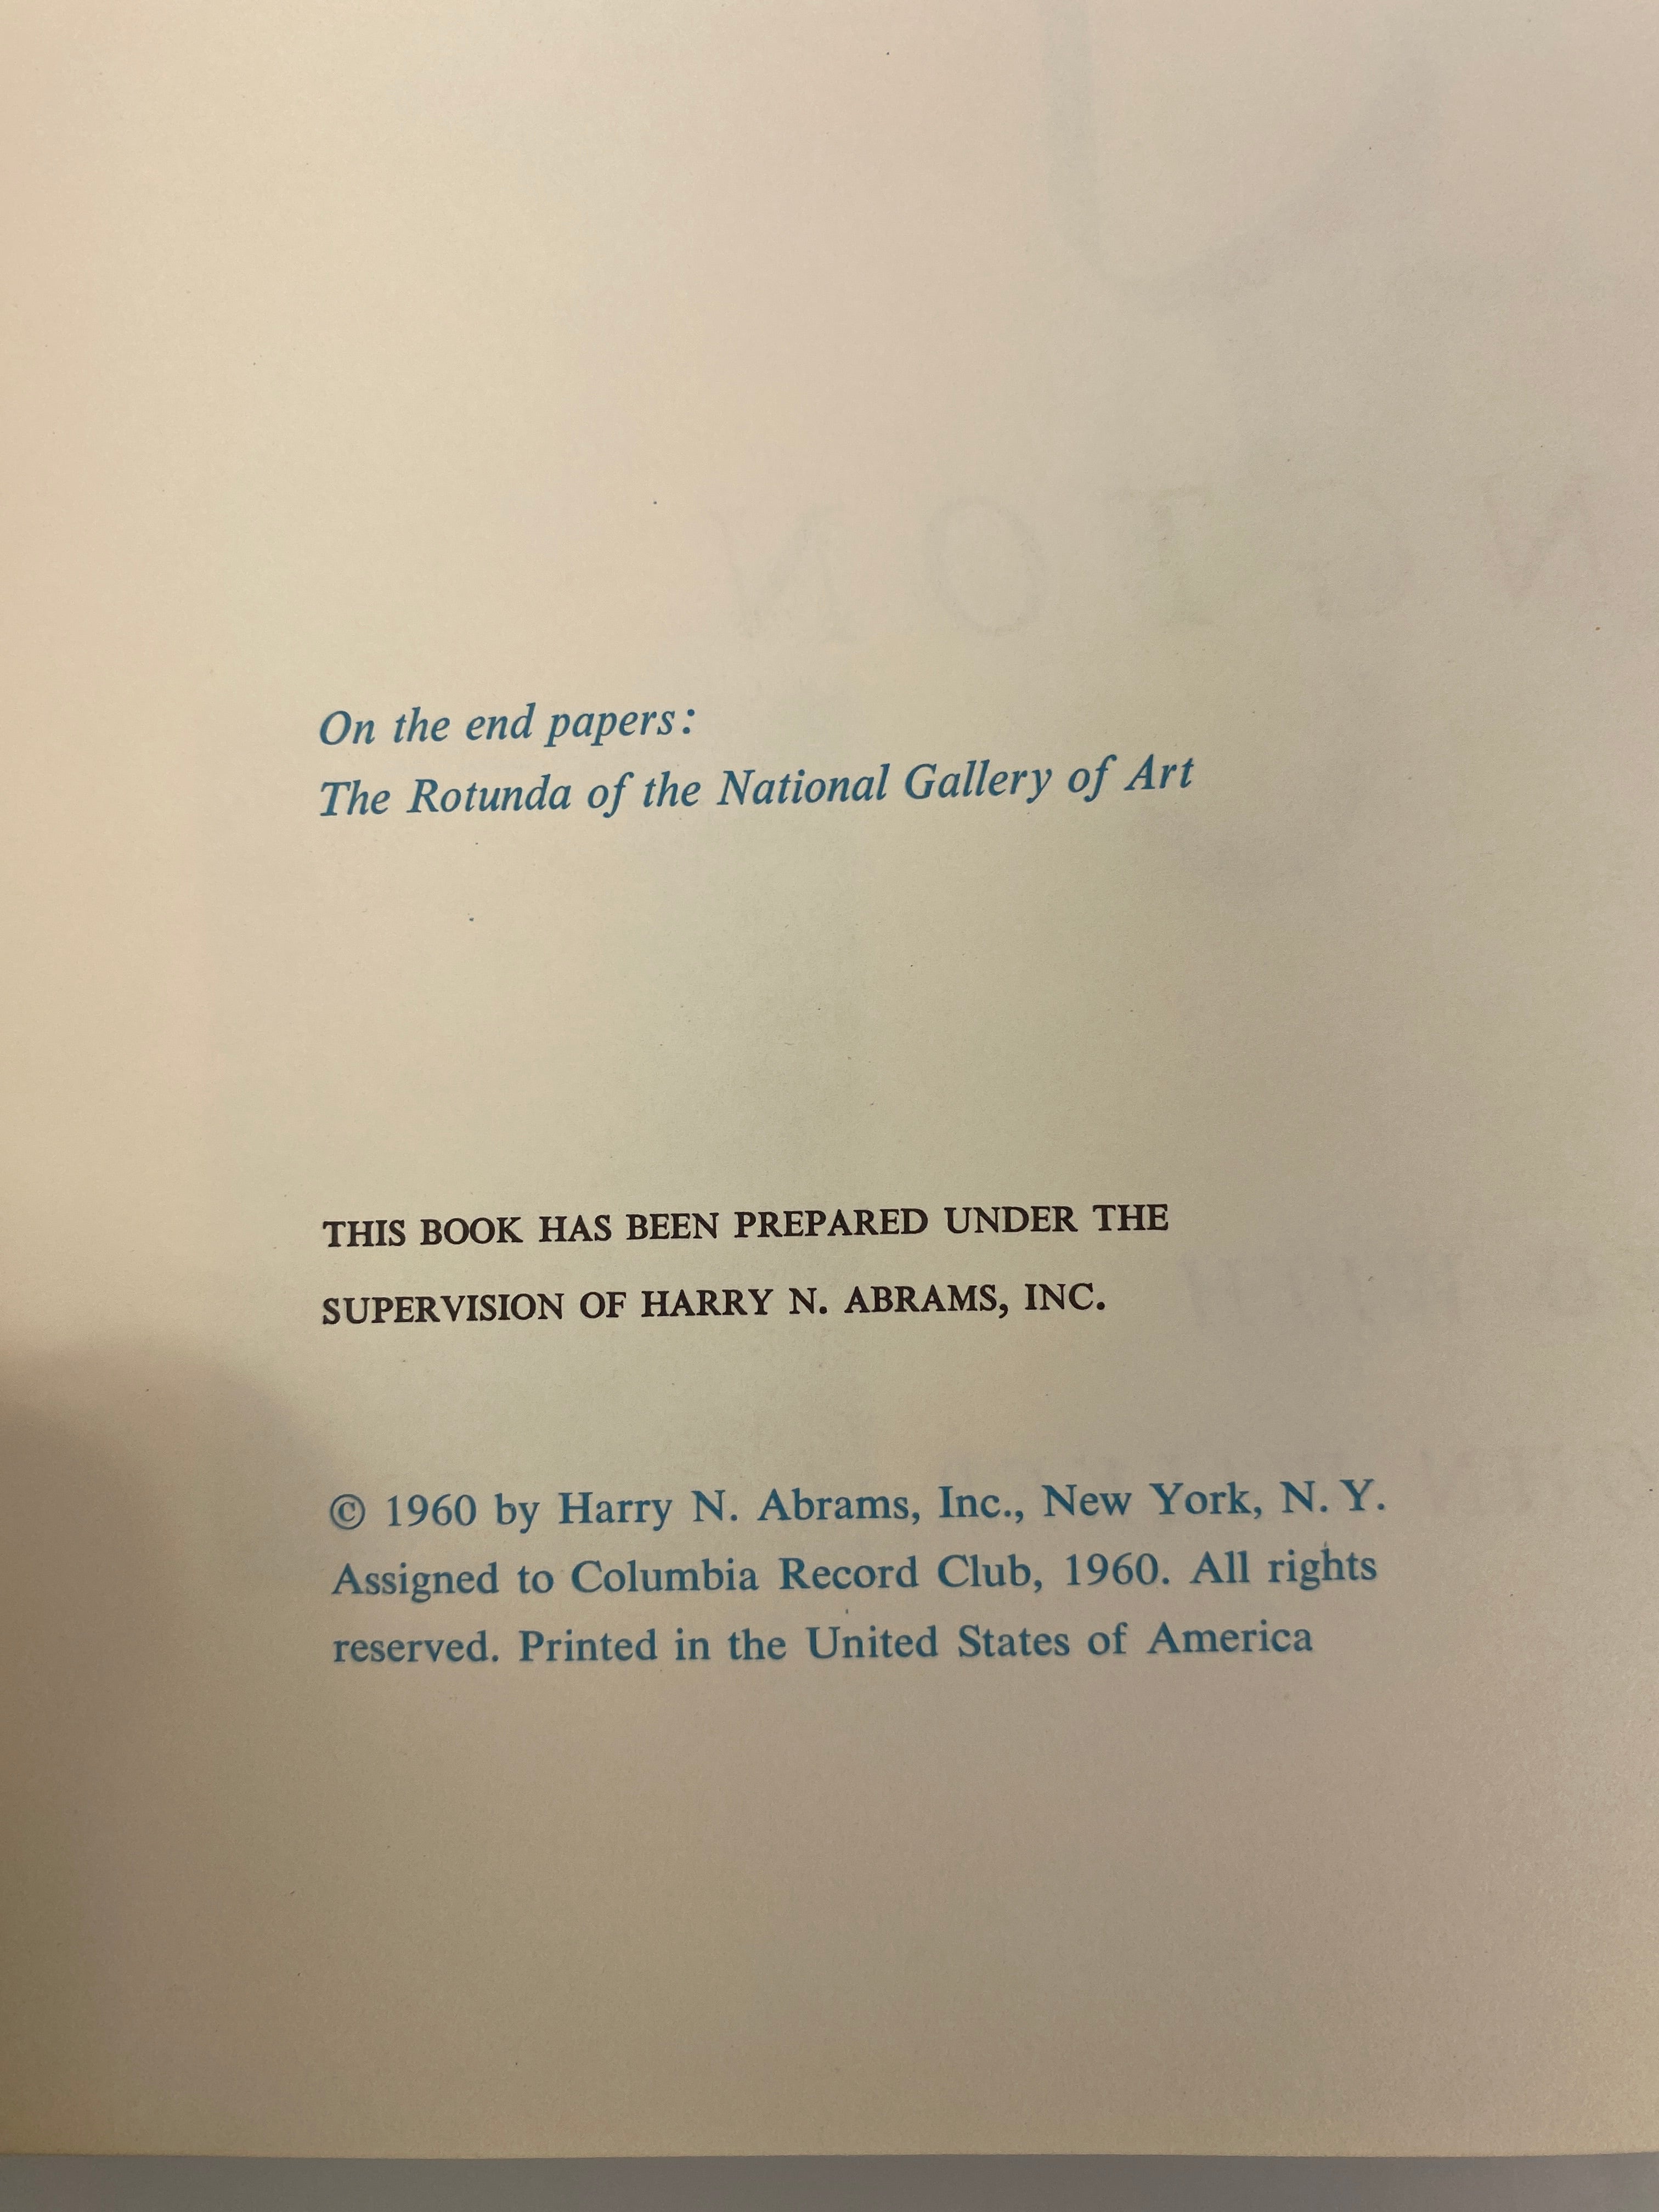 On the end papers:
The Rotunda of the National Gallery of Art
THIS BOOK HAS BEEN PREPARED UNDER THE
SUPERVISION OF HARRY N. ABRAMS, INC.
© 1960 by Harry N. Abrams, Inc., New York, N. Y.
Assigned to Columbia Record Club, 1960. All rights
reserved. Printed in the United States of America